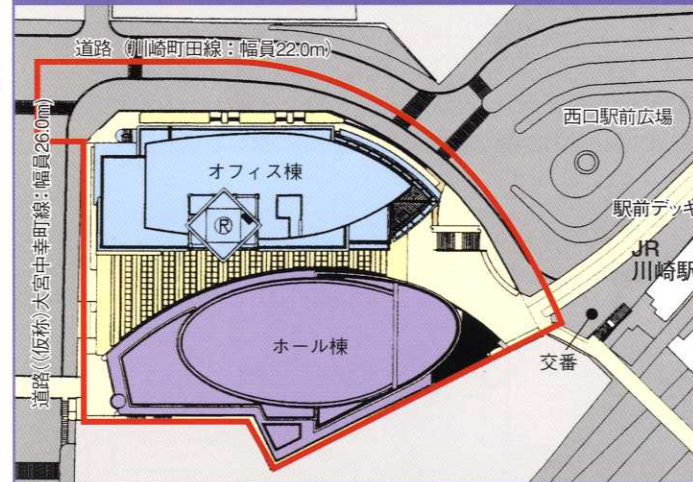 道路（川崎町田線：幅員22.0m）
西口駅前広場
オフィス棟
R
駅前デッキ
JR
川崎駅
道路（（仮称）大宮中幸町線：幅員26.0m）
ホール棟
交番